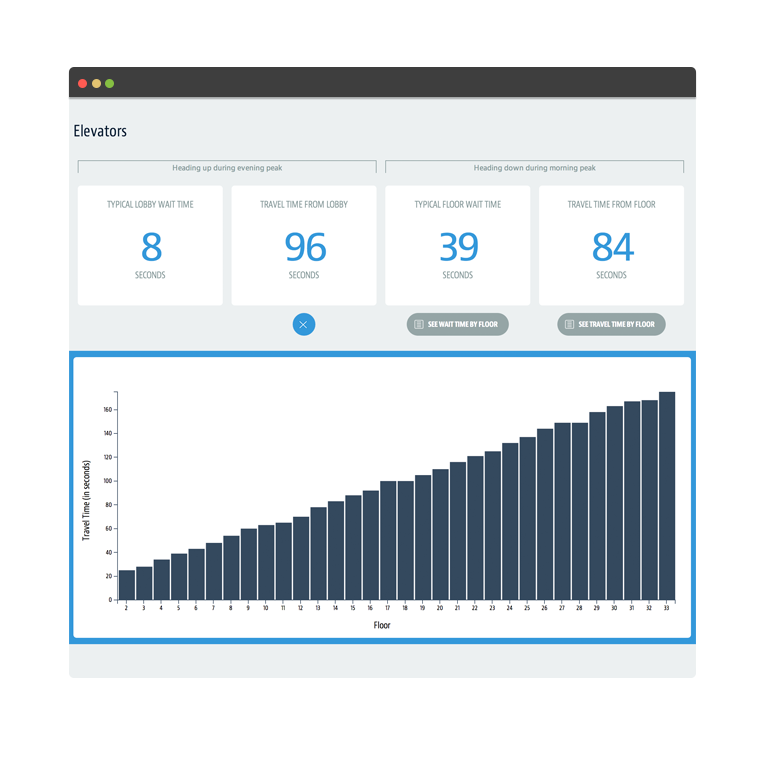 Elevators
Heading up during evening peak
Heading down during morning peak
TYPICAL LOBBY WAIT TIME
8
SECONDS
TRAVEL TIME FROM LOBBY
96
SECONDS
TYPICAL FLOOR WAIT TIME
39
SECONDS
TRAVEL TIME FROM FLOOR
84
SECONDS
SEE WAIT TIME BY FLOOR
SEE TRAVEL TIME BY FLOOR
Travel Time (in seconds)
160
140
120
100
80
60
40
20
0
2 3 4 5 6 7 8 9 10 11 12 13 14 15 16 17 18 19 20 21 22 23 24 25 26 27 28 29 30 31 32 33
Floor